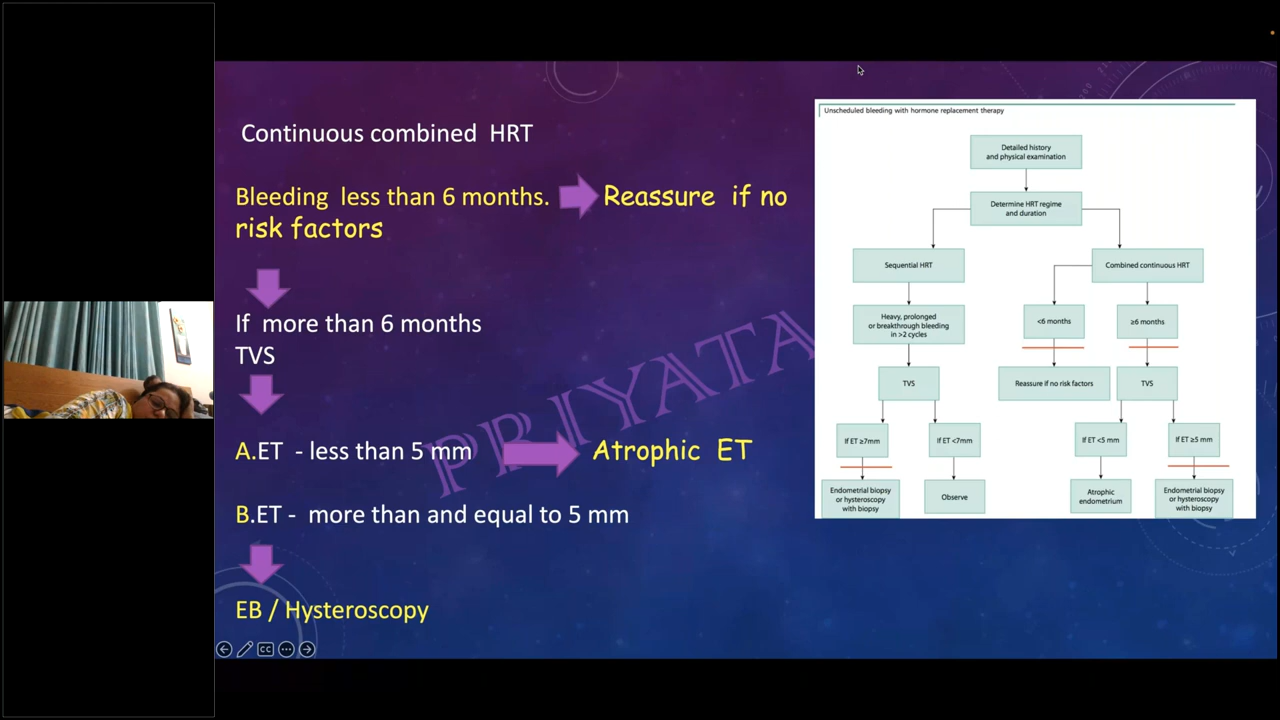 Continuous combined HRT
Bleeding less than 6 months. Reassure if no
risk factors
If more than 6 months
TVS
A.ET - less than 5 mm Atrophic ET
B.ET - more than and equal to 5 mm
EB / Hysteroscopy
PRIYATA
CC
Unscheduled bleeding with hormone replacement therapy
Detailed history
and physical examination
Determine HRT regime
and duration
Sequential HRT
Combined continuous HRT
Heavy, prolonged
or breakthrough bleeding
in >2 cycles
<6 months
≥6 months
TVS
Reassure if no risk factors
TVS
If ET ≥7mm
If ET <7mm
If ET <5 mm
If ET ≥5 mm
Endometrial biopsy
or hysteroscopy
with biopsy
Observe
Atrophic
endometrium
Endometrial biopsy
or hysteroscopy
with biopsy